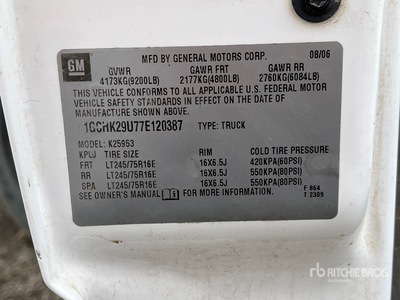 GM
MFD BY GENERAL MOTORS CORP. 08/06
GVWR GAWR FRT GAWR RR
4173KG(9200LB) 2177KG(4800LB) 2760KG(6084LB)
THIS VEHICLE CONFORMS TO ALL APPLICABLE U.S. FEDERAL MOTOR
VEHICLE SAFETY STANDARDS IN EFFECT ON THE DATE OF
MANUFACTURE SHOWN ABOVE.
1GCHK29U77E120387 TYPE: TRUCK
MODEL: K25953
KPLJ TIRE SIZE RIM COLD TIRE PRESSURE
FRT LT245/75R16E 16X6.5J 420KPA(60PSI)
RR LT245/75R16E 16X6.5J 550KPA(80PSI)
SPA LT245/75R16E 16X6.5J 550KPA(80PSI)
SEE OWNER'S MANUAL FOR MORE INFORMATION.
F 864
T 2309
rb RITCHIE BROS.